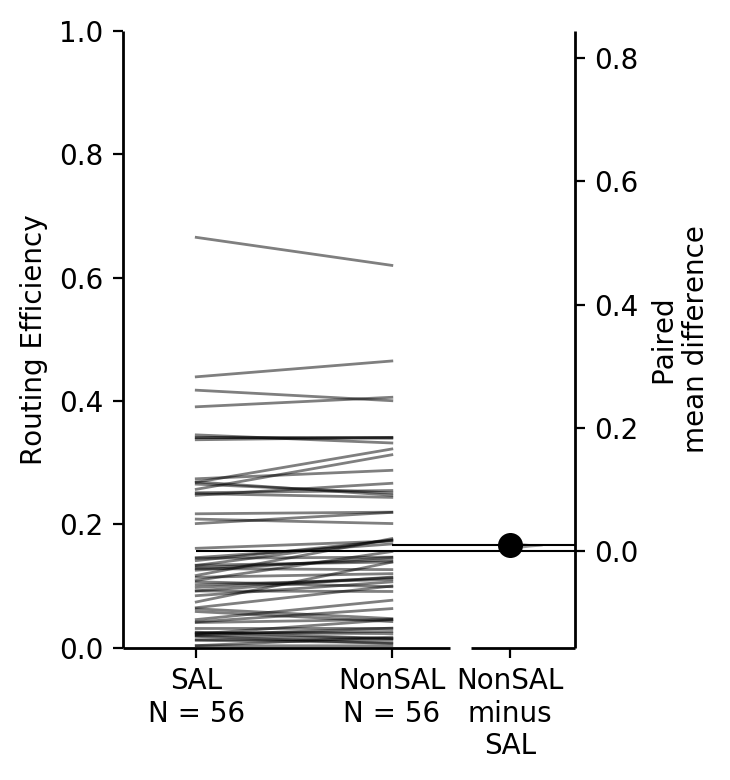 Routing Efficiency
1.0
0.8
0.6
0.4
0.2
0.0
SAL
N = 56
NonSAL
N = 56
NonSAL
minus
SAL
0.8
0.6
0.4
0.2
0.0
Paired
mean difference